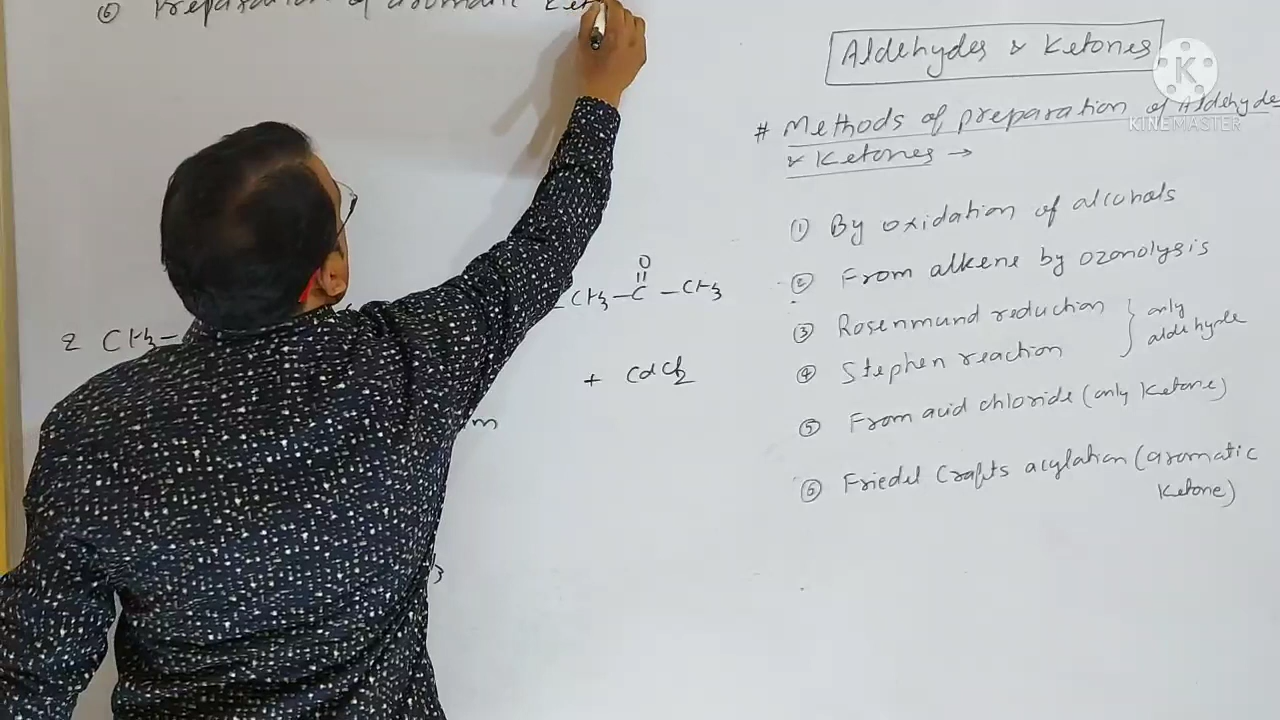 ⑥ Preparation of aromatic Ket
2 CH3–
CH3–C–CH3
O
+ CdCl2
m
3
Aldehydes & Ketones
# Methods of preparation of Aldehyde
& Ketones →
① By oxidation of alcohols
② From alkene by ozonolysis
③ Rosenmund reduction } only
④ Stephen reaction aldehyde
⑤ From acid chloride (only Ketone)
⑥ Friedel Crafts acylation (aromatic
Ketone)
K
KINEMASTER